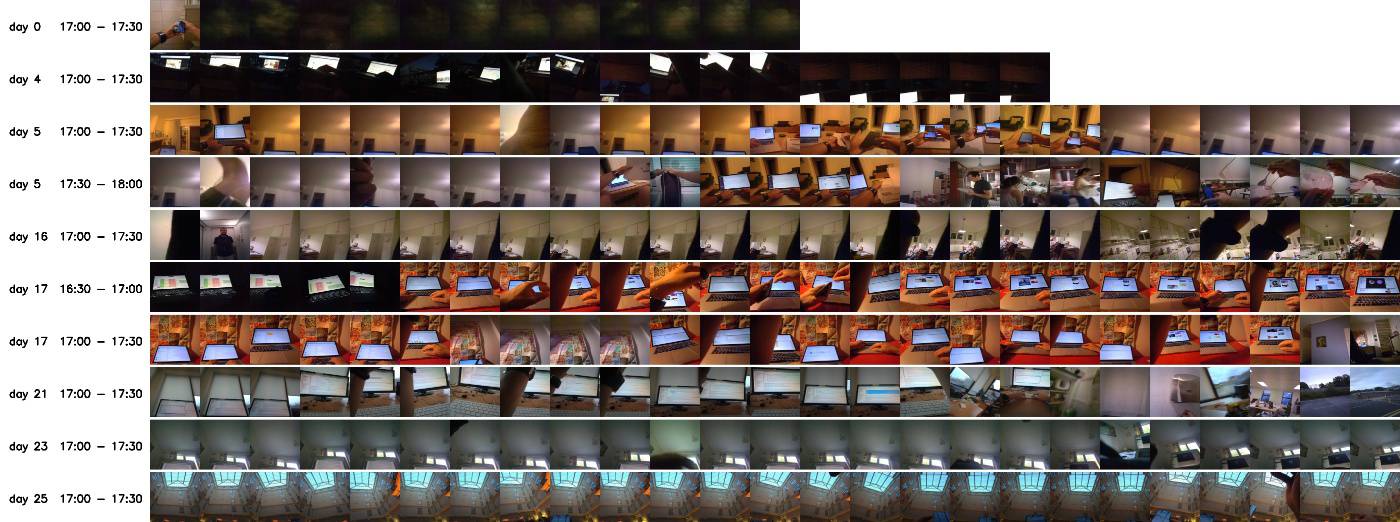 day 0 17:00 – 17:30
day 4 17:00 – 17:30
day 5 17:00 – 17:30
day 5 17:30 – 18:00
day 16 17:00 – 17:30
day 17 16:30 – 17:00
day 17 17:00 – 17:30
day 21 17:00 – 17:30
day 23 17:00 – 17:30
day 25 17:00 – 17:30